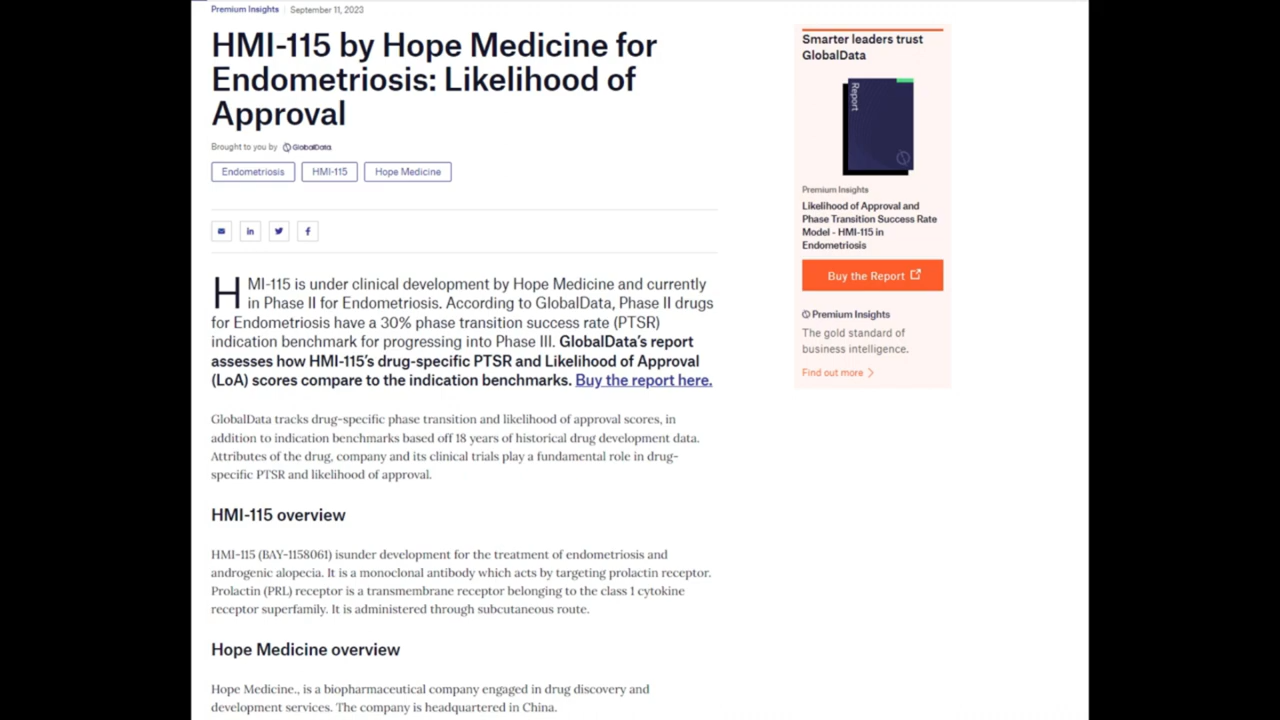 Premium Insights | September 11, 2023
HMI-115 by Hope Medicine for
Endometriosis: Likelihood of
Approval
Brought to you by GlobalData
Endometriosis HMI-115 Hope Medicine
HMI-115 is under clinical development by Hope Medicine and currently
in Phase II for Endometriosis. According to GlobalData, Phase II drugs
for Endometriosis have a 30% phase transition success rate (PTSR)
indication benchmark for progressing into Phase III. GlobalData's report
assesses how HMI-115's drug-specific PTSR and Likelihood of Approval
(LoA) scores compare to the indication benchmarks. Buy the report here.
GlobalData tracks drug-specific phase transition and likelihood of approval scores, in
addition to indication benchmarks based off 18 years of historical drug development data.
Attributes of the drug, company and its clinical trials play a fundamental role in drug-
specific PTSR and likelihood of approval.
HMI-115 overview
HMI-115 (BAY-1158061) isunder development for the treatment of endometriosis and
androgenic alopecia. It is a monoclonal antibody which acts by targeting prolactin receptor.
Prolactin (PRL) receptor is a transmembrane receptor belonging to the class 1 cytokine
receptor superfamily. It is administered through subcutaneous route.
Hope Medicine overview
Hope Medicine., is a biopharmaceutical company engaged in drug discovery and
development services. The company is headquartered in China.
Smarter leaders trust
GlobalData
Report
Premium Insights
Likelihood of Approval and
Phase Transition Success Rate
Model - HMI-115 in
Endometriosis
Buy the Report
Premium Insights
The gold standard of
business intelligence.
Find out more